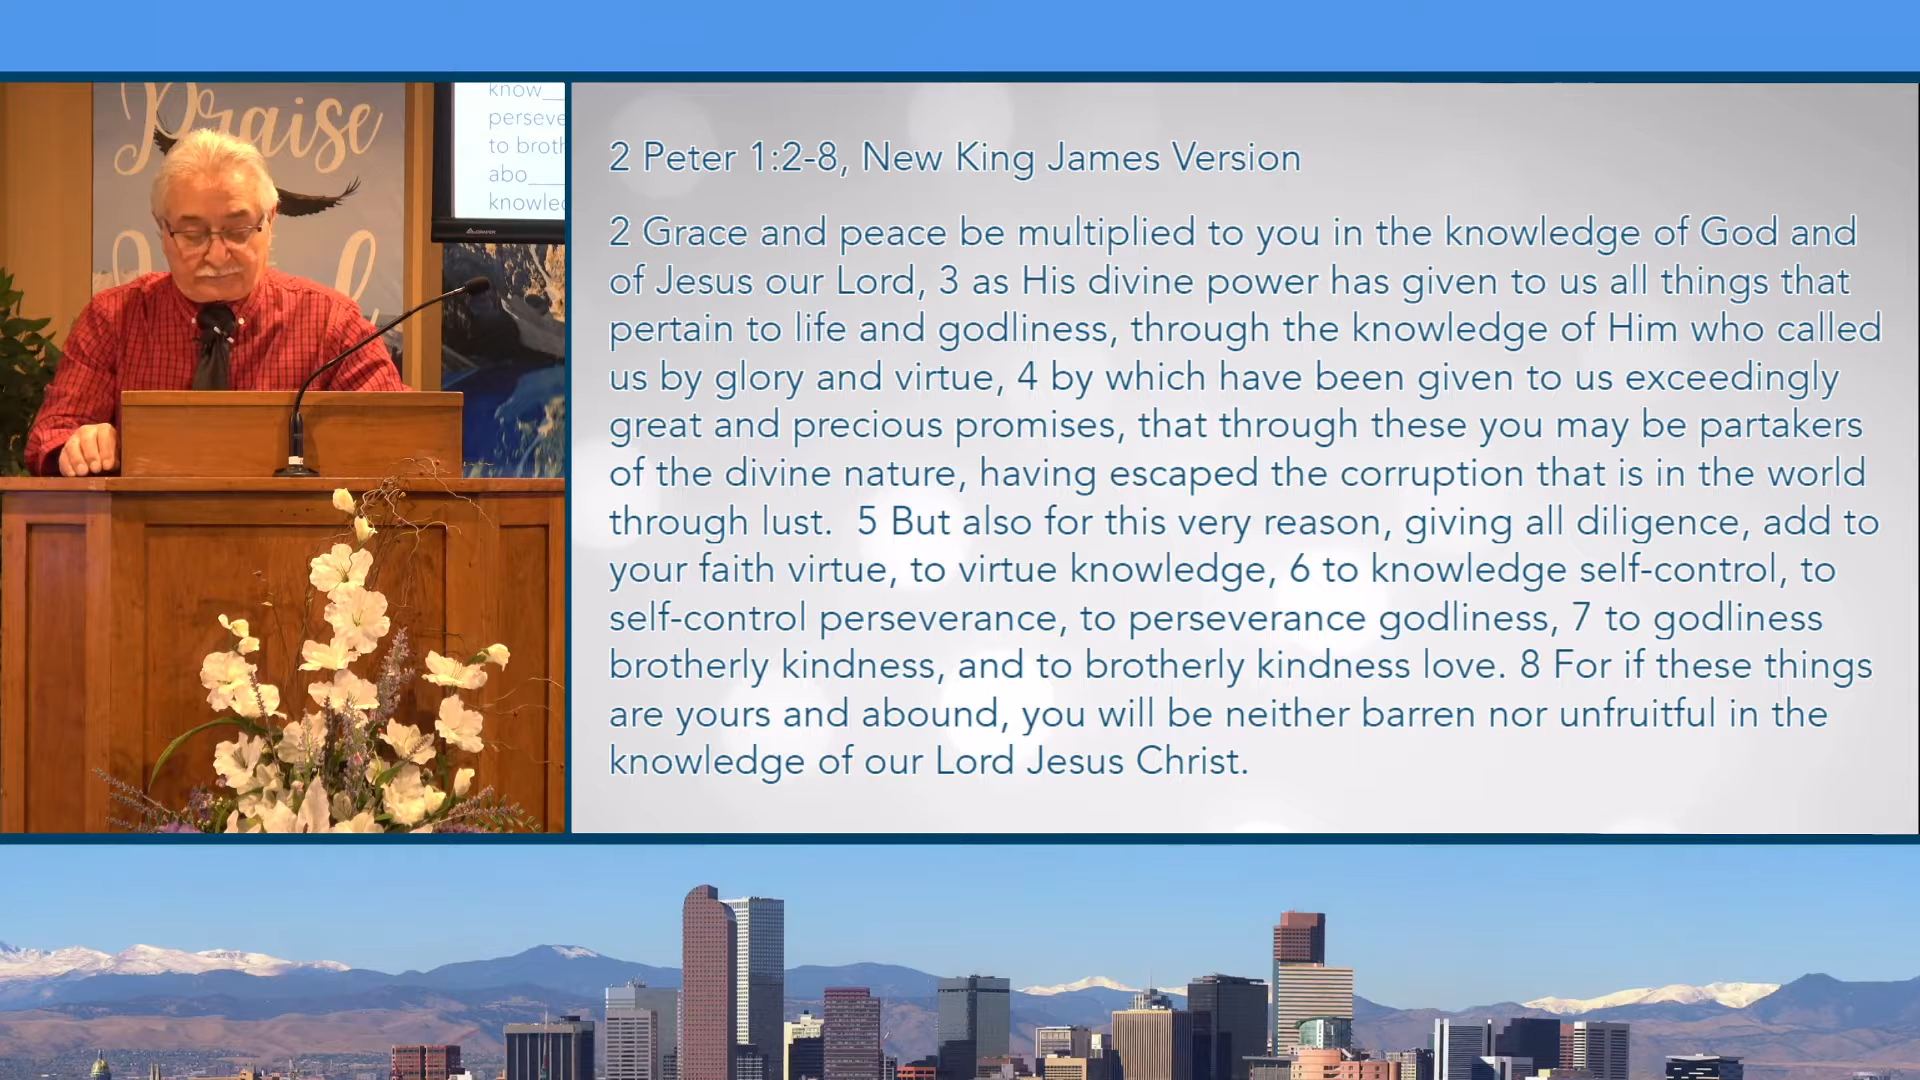 Praise
know__
perseve
to broth
abo___
knowled
2 Peter 1:2-8, New King James Version
2 Grace and peace be multiplied to you in the knowledge of God and
of Jesus our Lord, 3 as His divine power has given to us all things that
pertain to life and godliness, through the knowledge of Him who called
us by glory and virtue, 4 by which have been given to us exceedingly
great and precious promises, that through these you may be partakers
of the divine nature, having escaped the corruption that is in the world
through lust.  5 But also for this very reason, giving all diligence, add to
your faith virtue, to virtue knowledge, 6 to knowledge self-control, to
self-control perseverance, to perseverance godliness, 7 to godliness
brotherly kindness, and to brotherly kindness love. 8 For if these things
are yours and abound, you will be neither barren nor unfruitful in the
knowledge of our Lord Jesus Christ.